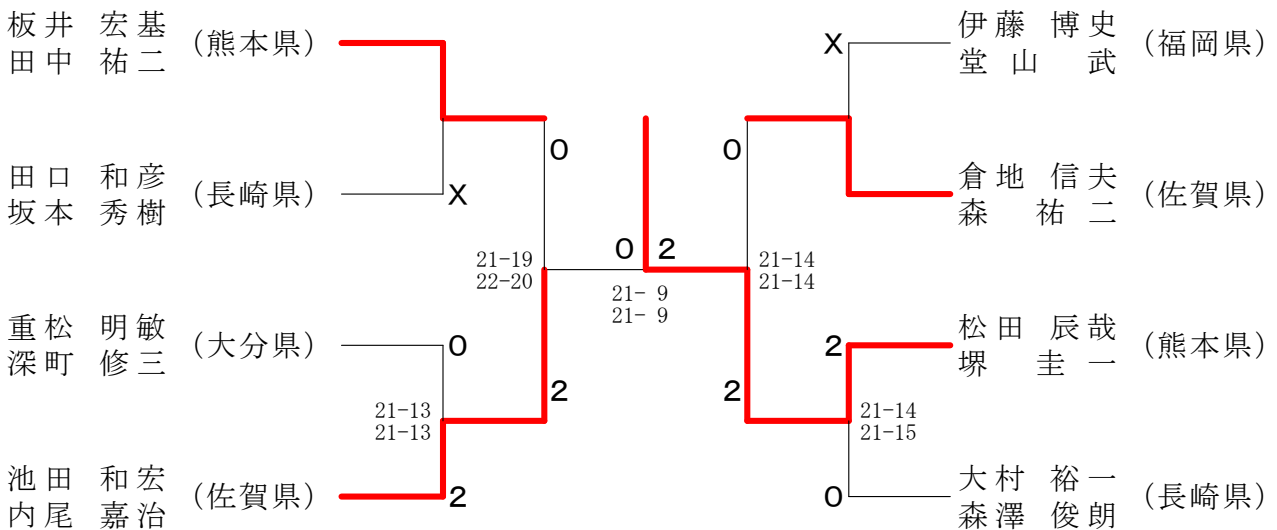 板井 宏基
田中 祐二
(熊本県)
田口 和彦
坂本 秀樹
(長崎県)
X
重松 明敏
深町 修三
(大分県)
0
21-13
21-13
池田 和宏
内尾 嘉治
(佐賀県)
2
0
21-19
22-20
2
0 2
21- 9
21- 9
0
21-14
21-14
2
X
伊藤 博史
堂山 武
(福岡県)
倉地 信夫
森 祐二
(佐賀県)
2
松田 辰哉
堺 圭一
(熊本県)
21-14
21-15
0
大村 裕一
森澤 俊朗
(長崎県)